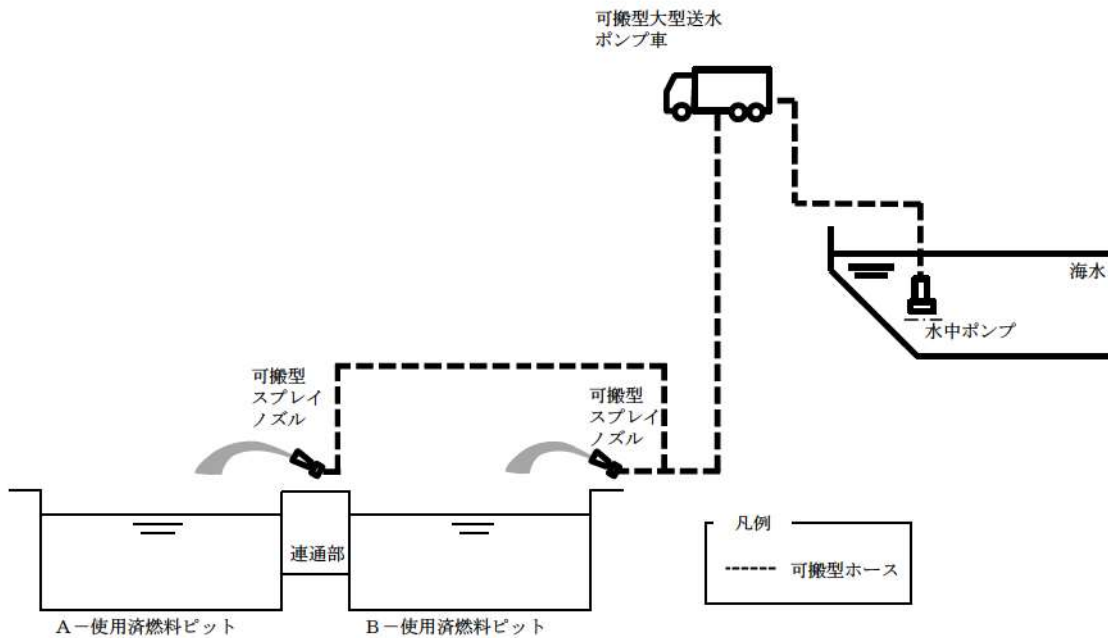 可搬型大型送水
ポンプ車
海水
水中ポンプ
可搬型
スプレイ
ノズル
可搬型
スプレイ
ノズル
連通部
凡例
可搬型ホース
A－使用済燃料ピット
B－使用済燃料ピット